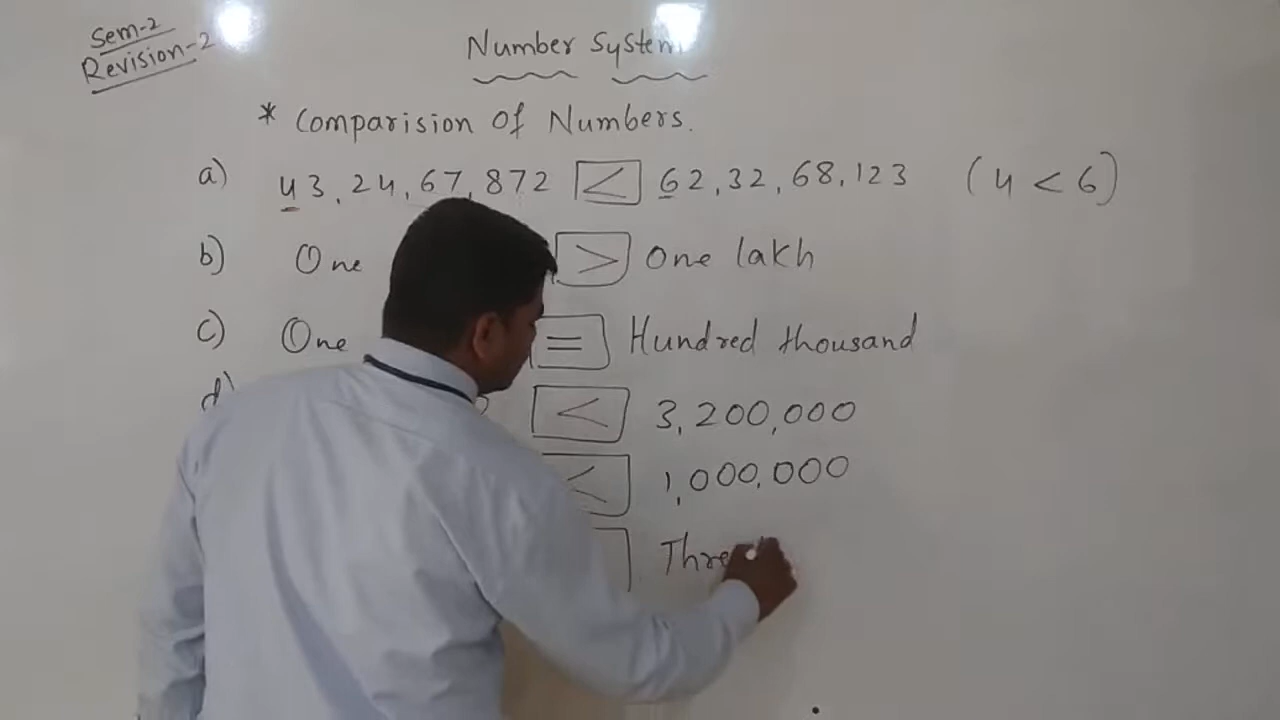 Sem-2
Revision-2
Number System
* Comparision Of Numbers.
a) 43,24,67,872 < 62,32,68,123 (4 < 6)
b) One > One lakh
c) One = Hundred thousand
d) < 3,200,000
< 1,000,000